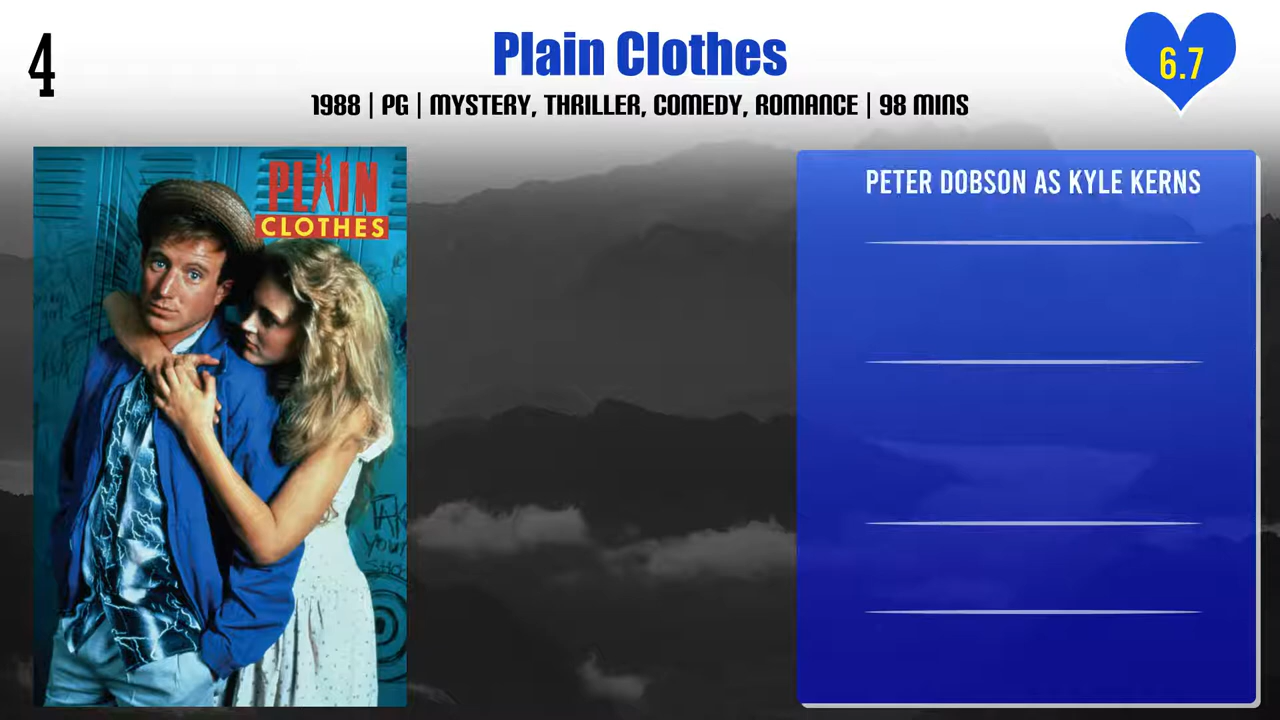 4
Plain Clothes
6.7
1988 | PG | MYSTERY, THRILLER, COMEDY, ROMANCE | 98 MINS
PLAIN
CLOTHES
PETER DOBSON AS KYLE KERNS